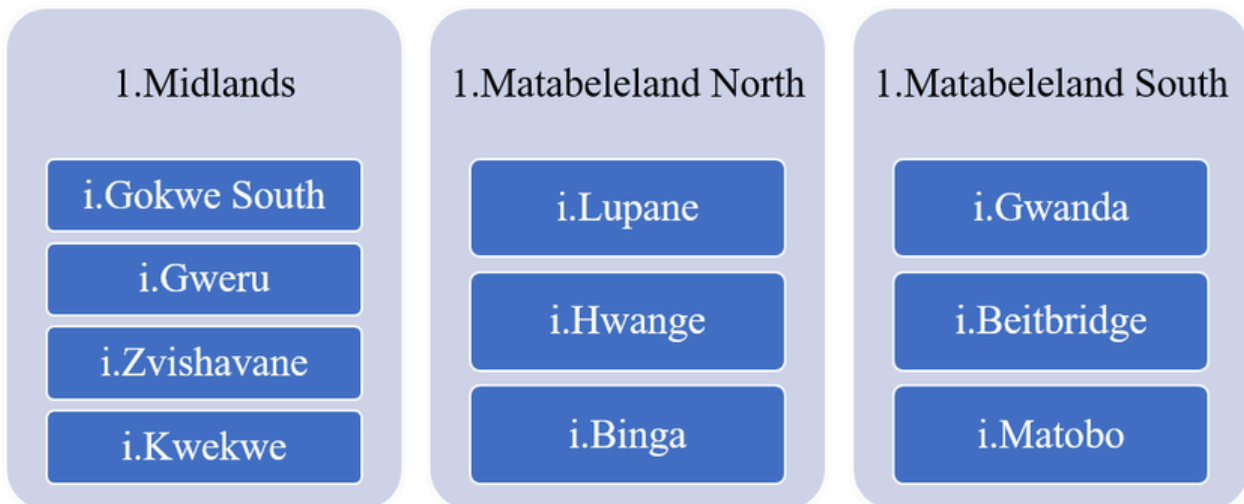 1.Midlands
i.Gokwe South
i.Gweru
i.Zvishavane
i.Kwekwe
1.Matabeleland North
i.Lupane
i.Hwange
i.Binga
1.Matabeleland South
i.Gwanda
i.Beitbridge
i.Matobo